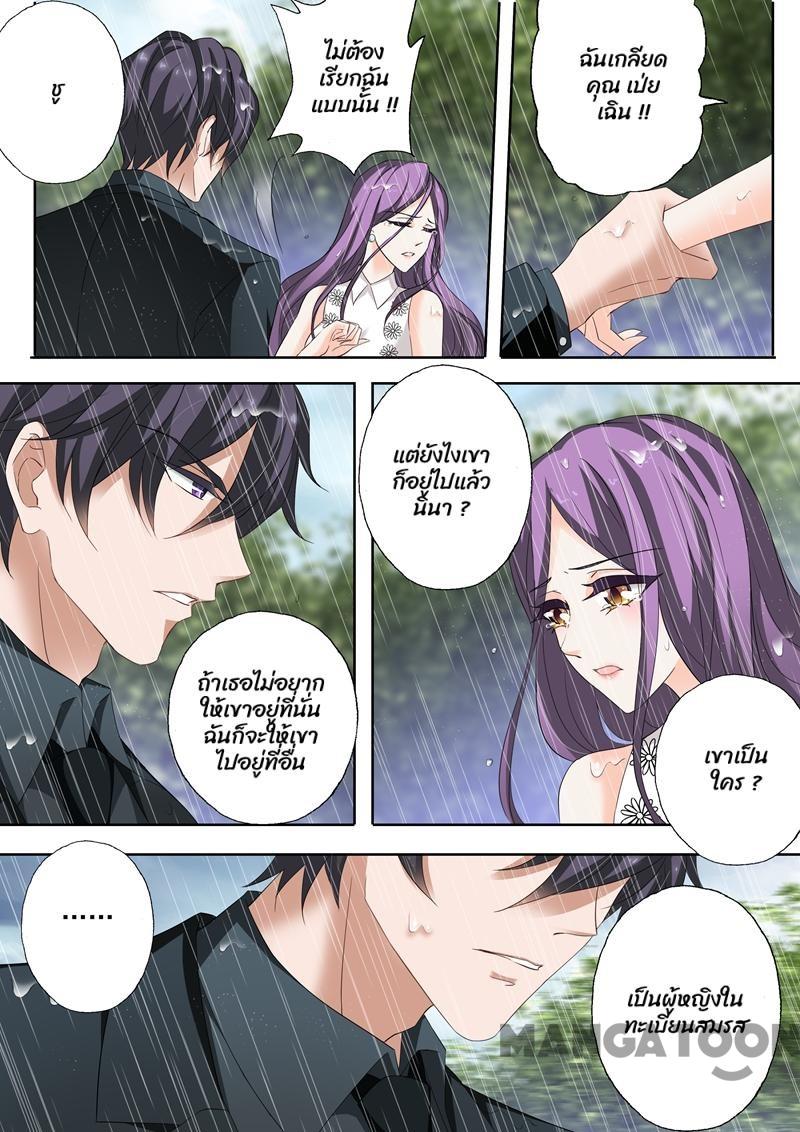 ชู
ไม่ต้อง
เรียกฉัน
แบบนั้น !!
ฉันเกลียด
คุณ เป่ย
เฉิน !!
ถ้าเธอไม่อยาก
ให้เขาอยู่ที่นั่น
ฉันก็จะให้เขา
ไปอยู่ที่อื่น
แต่ยังไงเขา
ก็อยู่ไปแล้ว
นี่นา ?
เขาเป็น
ใคร ?
......
เป็นผู้หญิงใน
ทะเบียนสมรส
MANGATOON